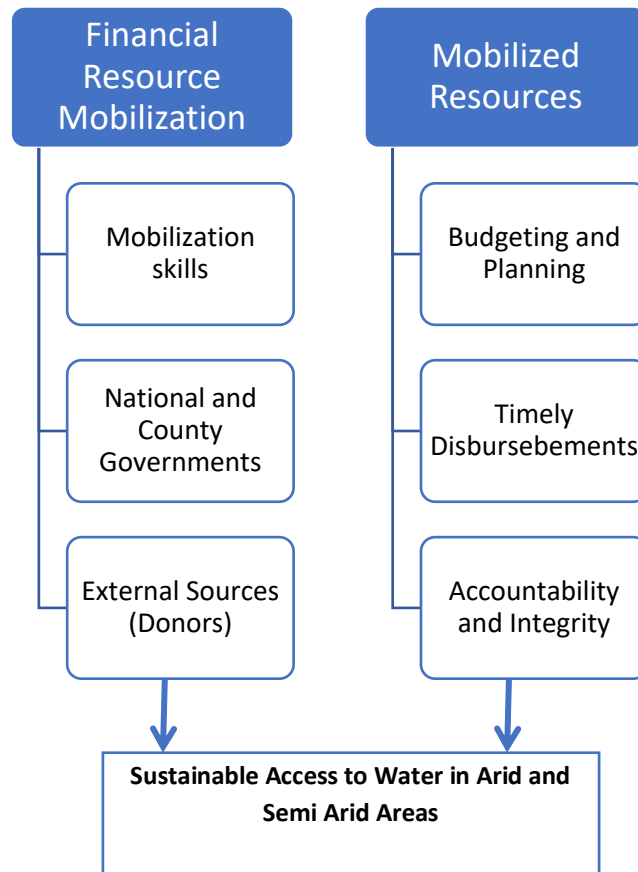 Financial
Resource
Mobilization
Mobilization
skills
National and
County
Governments
External Sources
(Donors)
Mobilized
Resources
Budgeting and
Planning
Timely
Disbursebements
Accountability
and Integrity
Sustainable Access to Water in Arid and
Semi Arid Areas